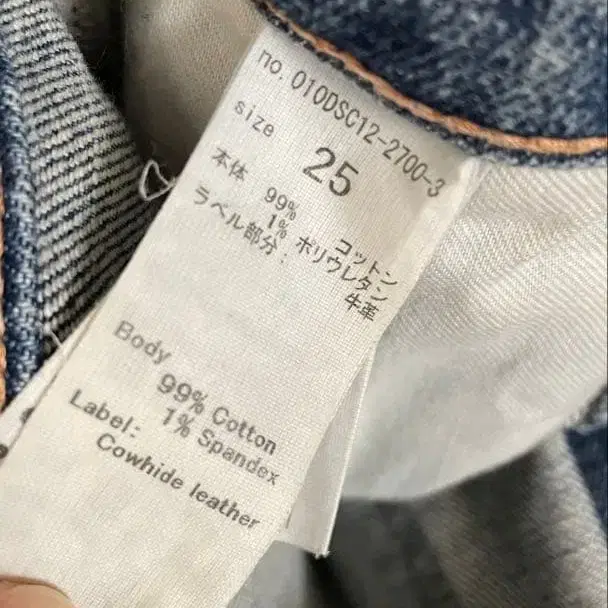 no. 010DSC12-2700-3
size 25
本体 99% コットン
1% ポリウレタン
ラベル部分: 牛革
Body
99% Cotton
1% Spandex
Label:
Cowhide leather